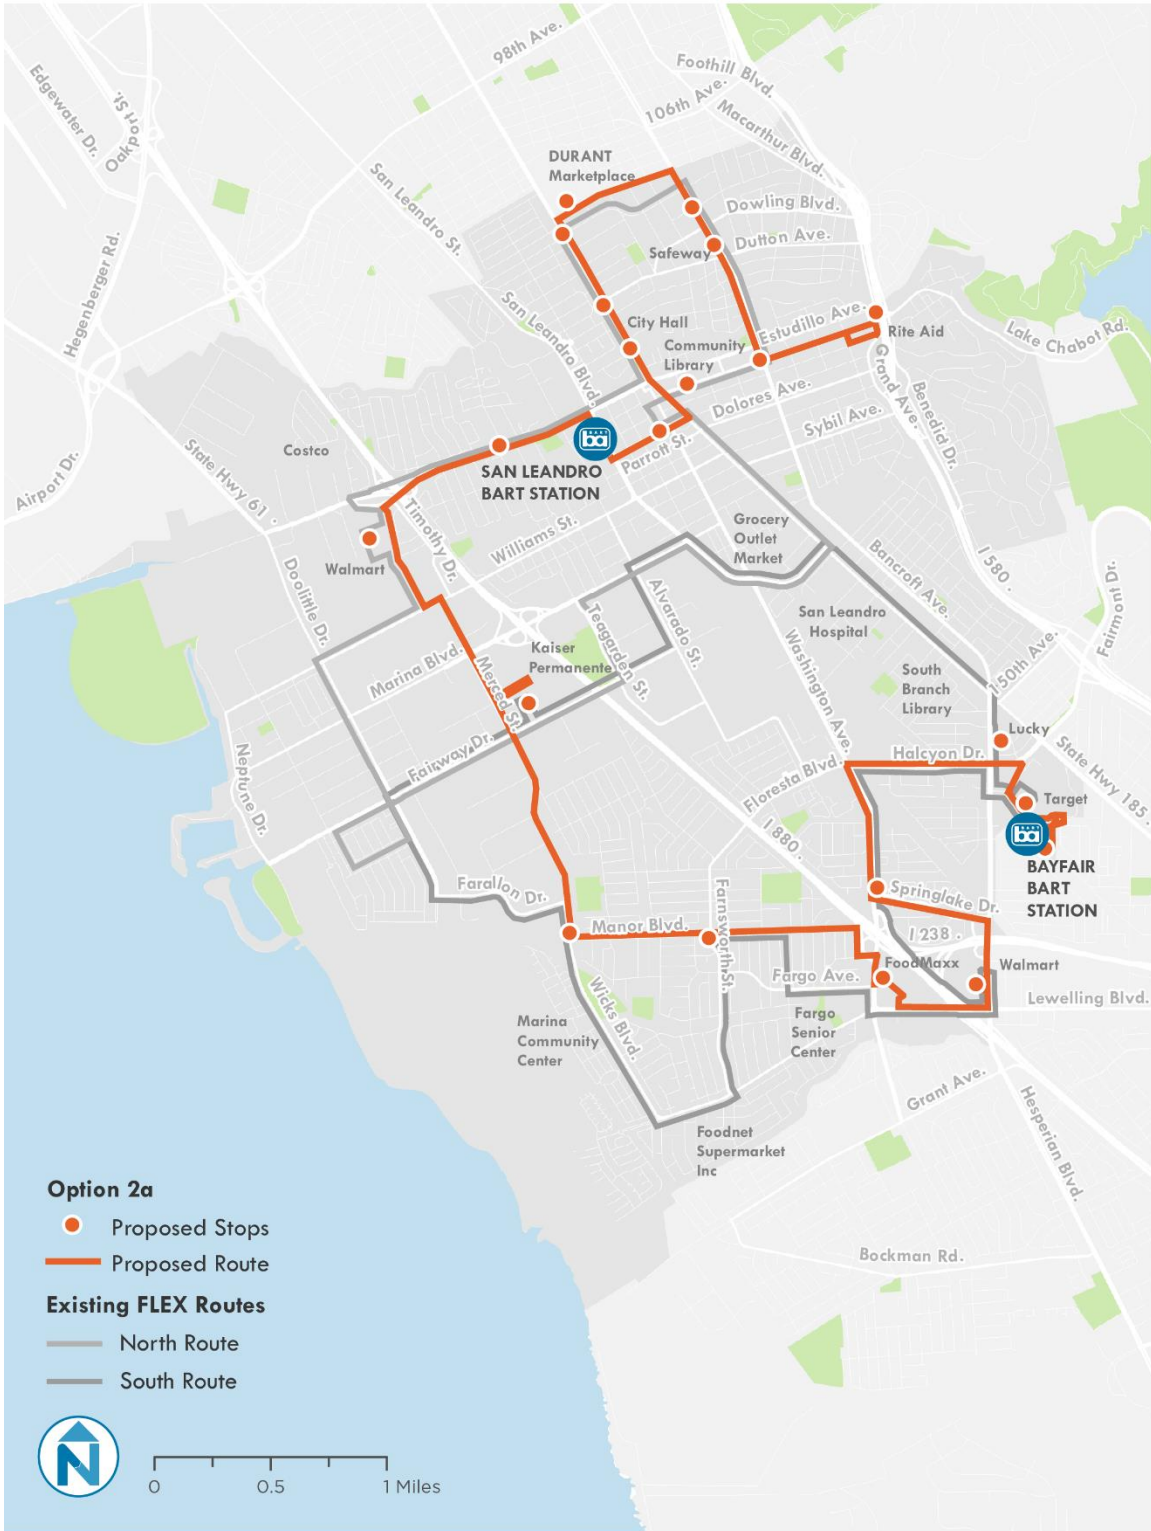 98th Ave.
Foothill Blvd.
Edgewater Dr.
Oakport St.
106th Ave.
Macarthur Blvd.
DURANT
Marketplace
San Leandro St.
Dowling Blvd.
Hegenberger Rd.
Safeway
Dutton Ave.
San Leandro Blvd.
City Hall
Estudillo Ave.
Rite Aid
Lake Chabot Rd.
Community
Library
Grand Ave.
Dolores Ave.
Benedid Dr.
Sybil Ave.
Costco
State Hwy 61 .
Airport Dr.
ba
BART
Parrott St.
SAN LEANDRO
BART STATION
Timothy Dr.
Williams St.
Grocery
Outlet
Market
Walmart
Doolittle Dr.
Bancroft Ave.
I 580 .
Fairmont Dr.
Alvarado St.
Teagarden St.
San Leandro
Hospital
Kaiser
Permanente
Marina Blvd.
Merced St.
Washington Ave.
150th Ave.
South
Branch
Library
Lucky
Fairway Dr.
Neptune Dr.
Halcyon Dr.
State Hwy 185 .
Floresta Blvd.
Target
I 880 .
ba
BART
BAYFAIR
BART
STATION
Farallon Dr.
Farnsworth St.
Springlake Dr.
Manor Blvd.
I 238 .
FoodMaxx
Walmart
Fargo Ave.
Lewelling Blvd.
Wicks Blvd.
Marina
Community
Center
Fargo
Senior
Center
Grant Ave.
Hesperian Blvd.
Foodnet
Supermarket
Inc
Bockman Rd.
Option 2a
Proposed Stops
Proposed Route
Existing FLEX Routes
North Route
South Route
N
0 0.5 1 Miles